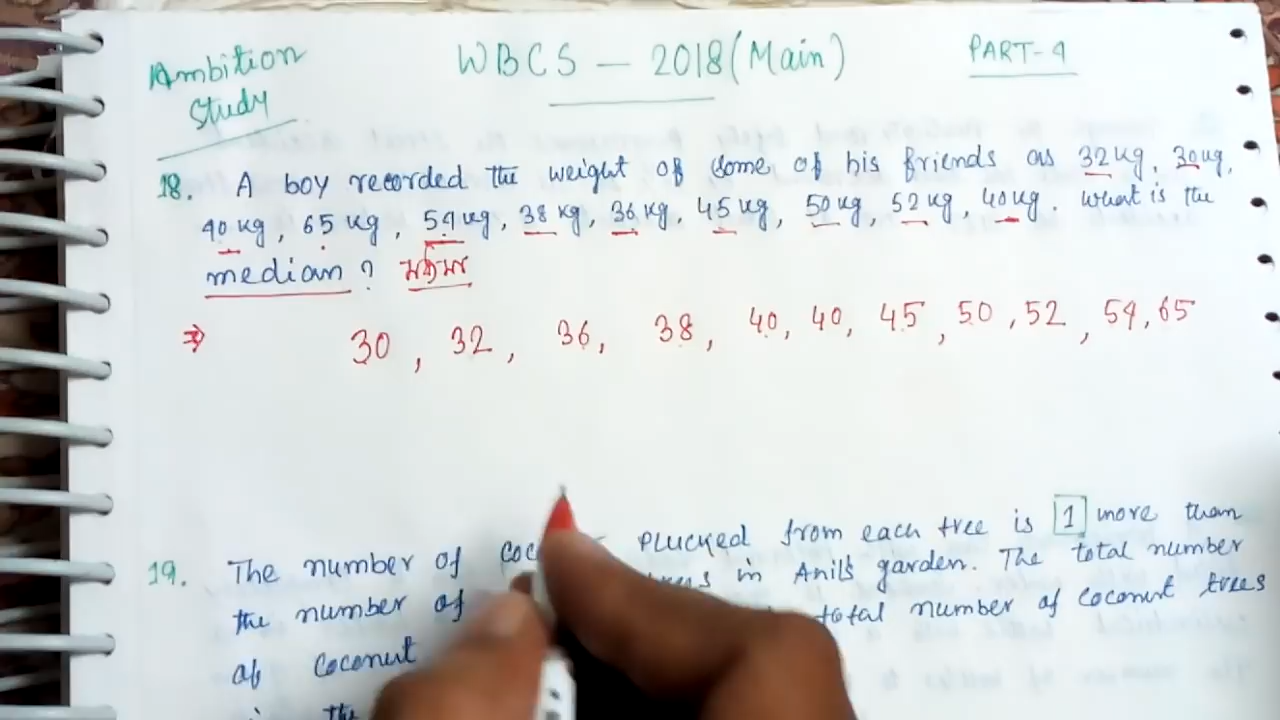 Ambition Study
WBCS — 2018 (Main)
PART-4
18. A boy recorded the weight of some of his friends as 32 kg, 30 kg,
40 kg, 65 kg, 54 kg, 38 kg, 36 kg, 45 kg, 50 kg, 52 kg, 40 kg. What is the
median ? মধ্যমা
⇒ 30, 32, 36, 38, 40, 40, 45, 50, 52, 54, 65
19. The number of plucked from each tree is 1 more than
the number of in Anil's garden. The total number
of coconut total number of coconut trees
the